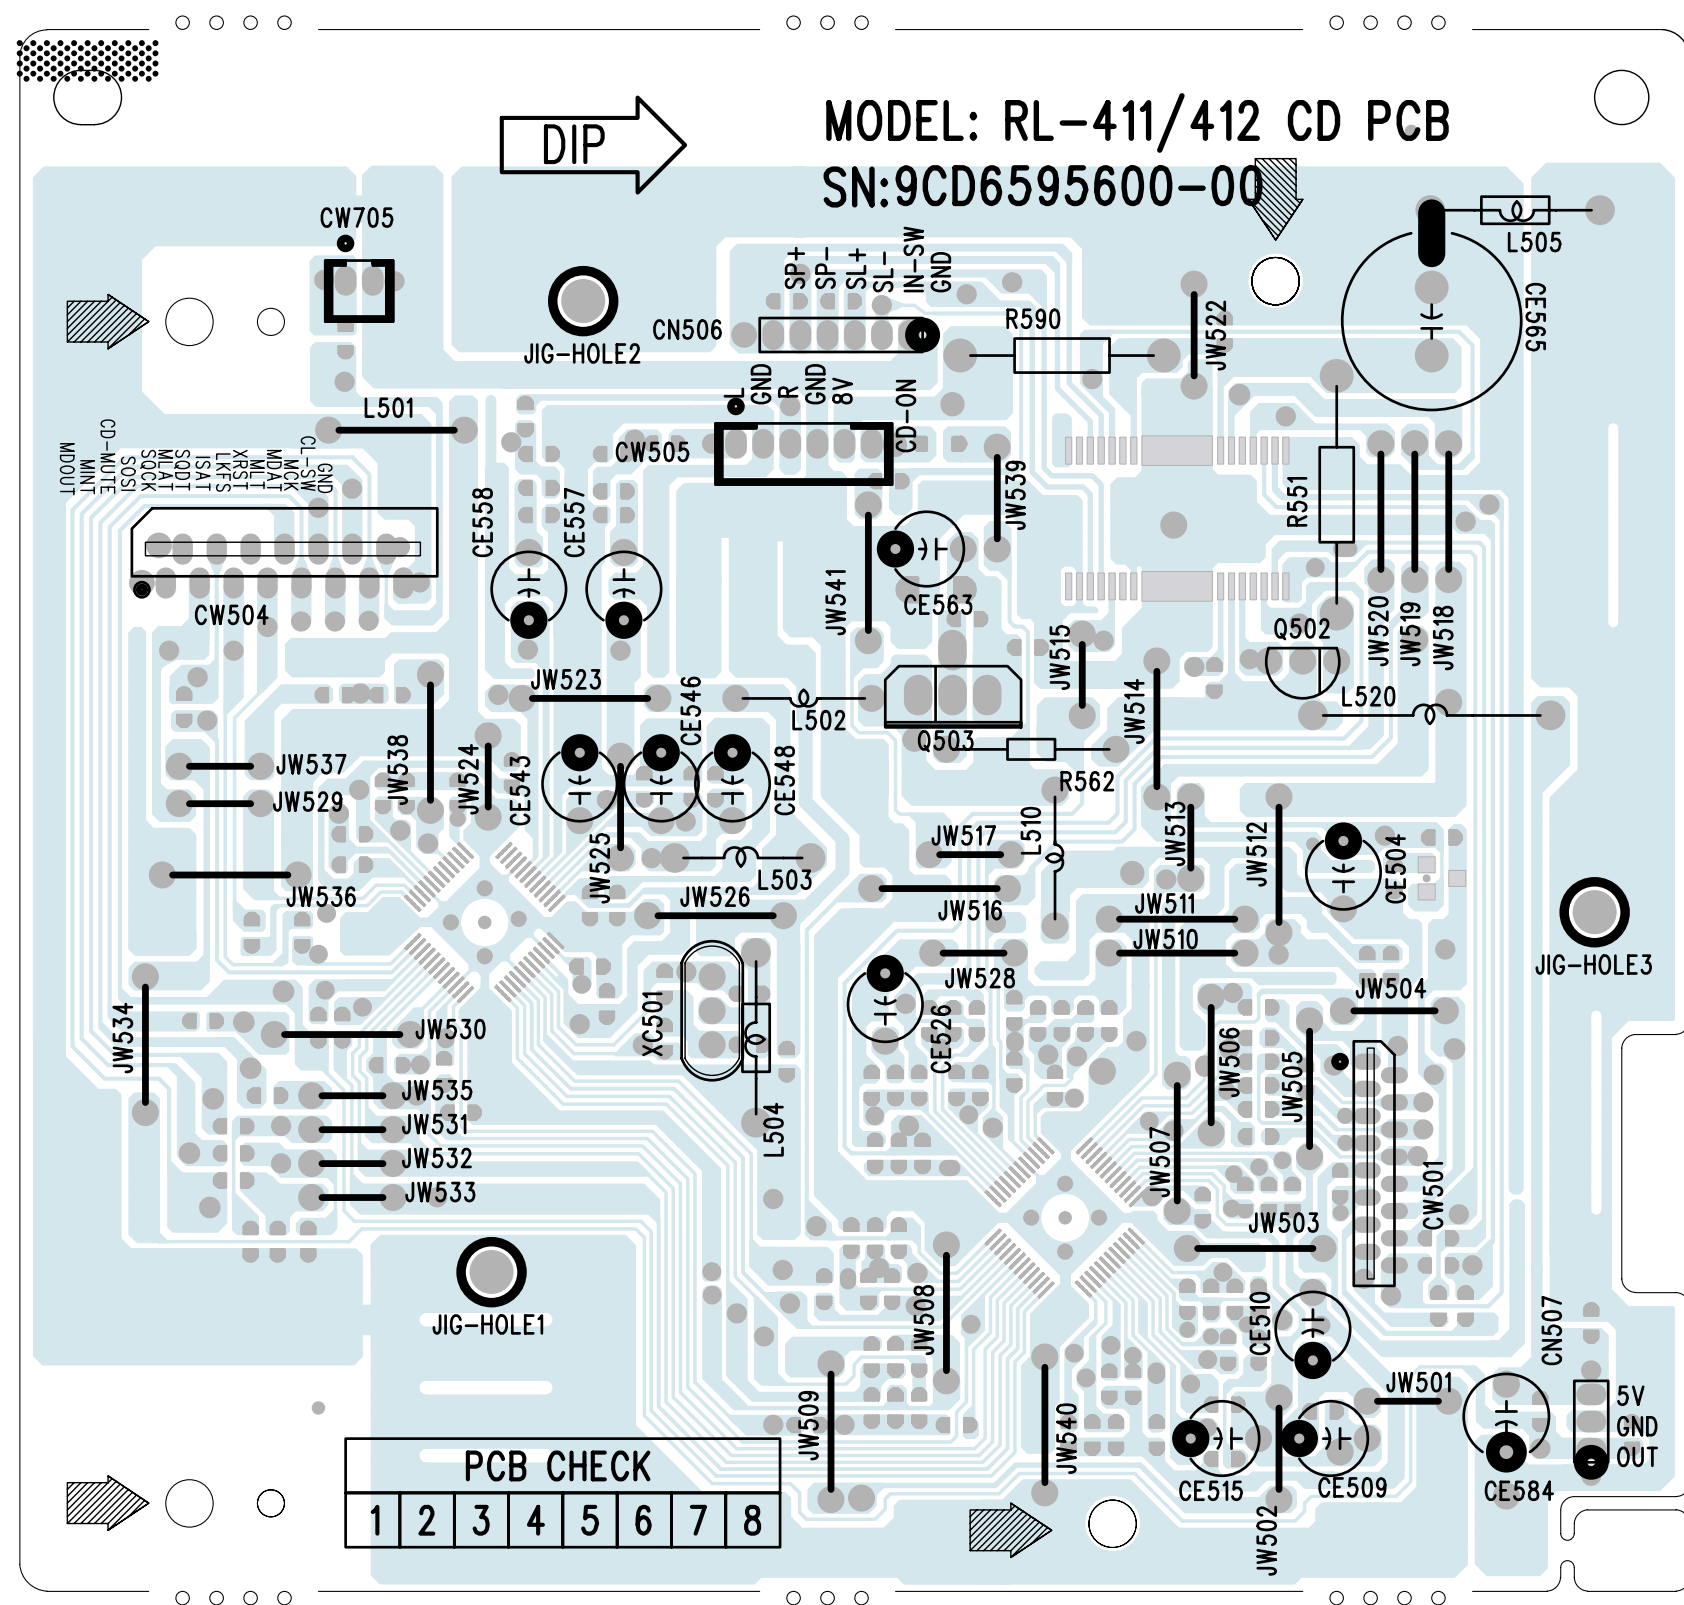 MODEL: RL-411/412 CD PCB
DIP
SN:9CD6595600-00
CW705
L505
SP+
SP-
SL+
SL-
IN-SW
GND
CE565
CN506
R590
JW522
JIG-HOLE2
L
GND
R
GND
8V
CD-ON
L501
CW505
MDOUT
MINT
CD-MUTE
SOSI
SQCK
MLAT
SQDT
ISAT
LKFS
XRST
MLT
MDAT
MCK
CL-SW
GND
CE558
CE557
JW539
R551
CW504
JW541
CE563
JW515
Q502
JW520
JW519
JW518
JW523
CE546
L502
Q503
JW514
L520
JW537
JW529
JW538
JW524
CE543
CE548
R562
JW525
L503
JW517
L510
JW513
JW512
CE504
JW536
JW526
JW516
JW511
JW510
JW528
JIG-HOLE3
JW534
JW530
XC501
CE526
JW504
JW506
JW505
JW535
JW531
JW532
JW533
L504
JW507
CW501
JW503
JIG-HOLE1
JW508
CE510
CN507
JW509
JW540
JW501
5V
GND
OUT
PCB CHECK
1 2 3 4 5 6 7 8
CE515
JW502
CE509
CE584